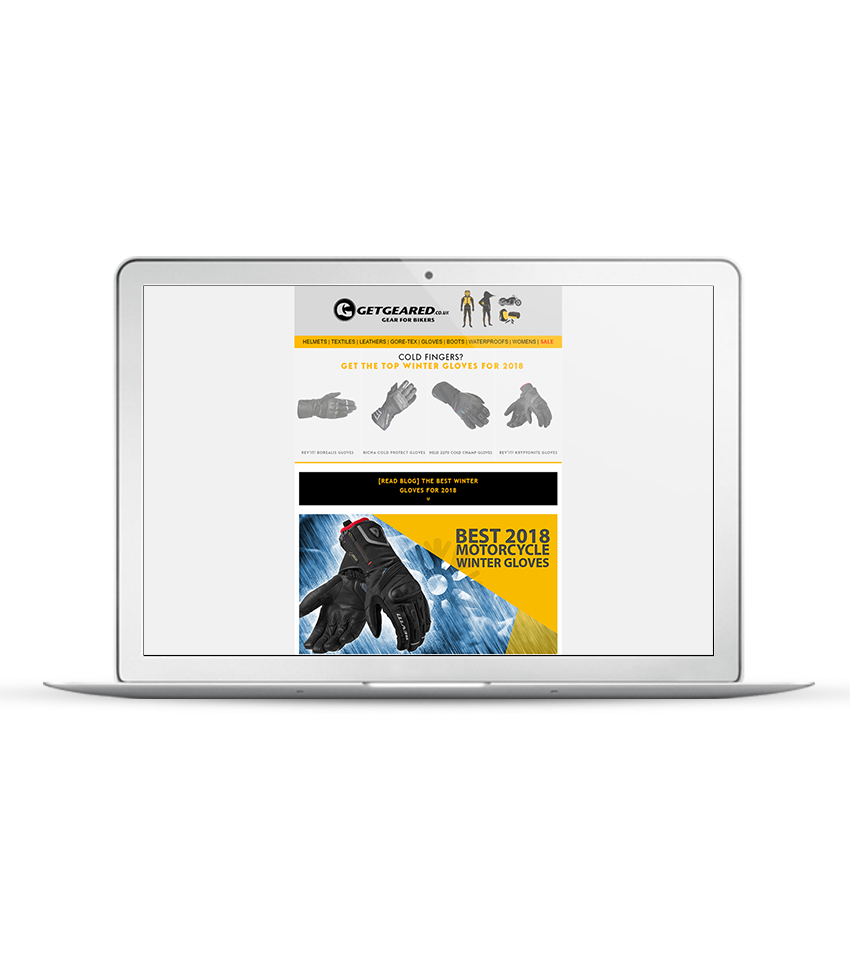 GETGEARED.CO.UK
GEAR FOR BIKERS
HELMETS | TEXTILES | LEATHERS | GORE-TEX | GLOVES | BOOTS | WATERPROOFS | WOMENS | SALE
COLD FINGERS?
GET THE TOP WINTER GLOVES FOR 2018
REV'IT! BOREALIS GLOVES
RICHA COLD PROTECT GLOVES
HELD 2270 COLD CHAMP GLOVES
REV'IT! KRYPTONITE GLOVES
[READ BLOG] THE BEST WINTER
GLOVES FOR 2018
BEST 2018
MOTORCYCLE
WINTER GLOVES
REV'IT!